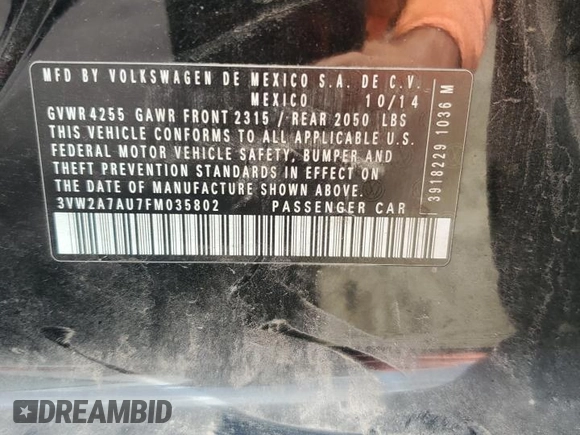 MFD BY VOLKSWAGEN DE MEXICO S.A. DE C.V.
MEXICO 10/14
GVWR 4255 GAWR FRONT 2315 / REAR 2050 LBS
THIS VEHICLE CONFORMS TO ALL APPLICABLE U.S.
FEDERAL MOTOR VEHICLE SAFETY, BUMPER AND
THEFT PREVENTION STANDARDS IN EFFECT ON
THE DATE OF MANUFACTURE SHOWN ABOVE.
3VW2A7AU7FM035802 PASSENGER CAR
3918229 1036 M
DREAMBID